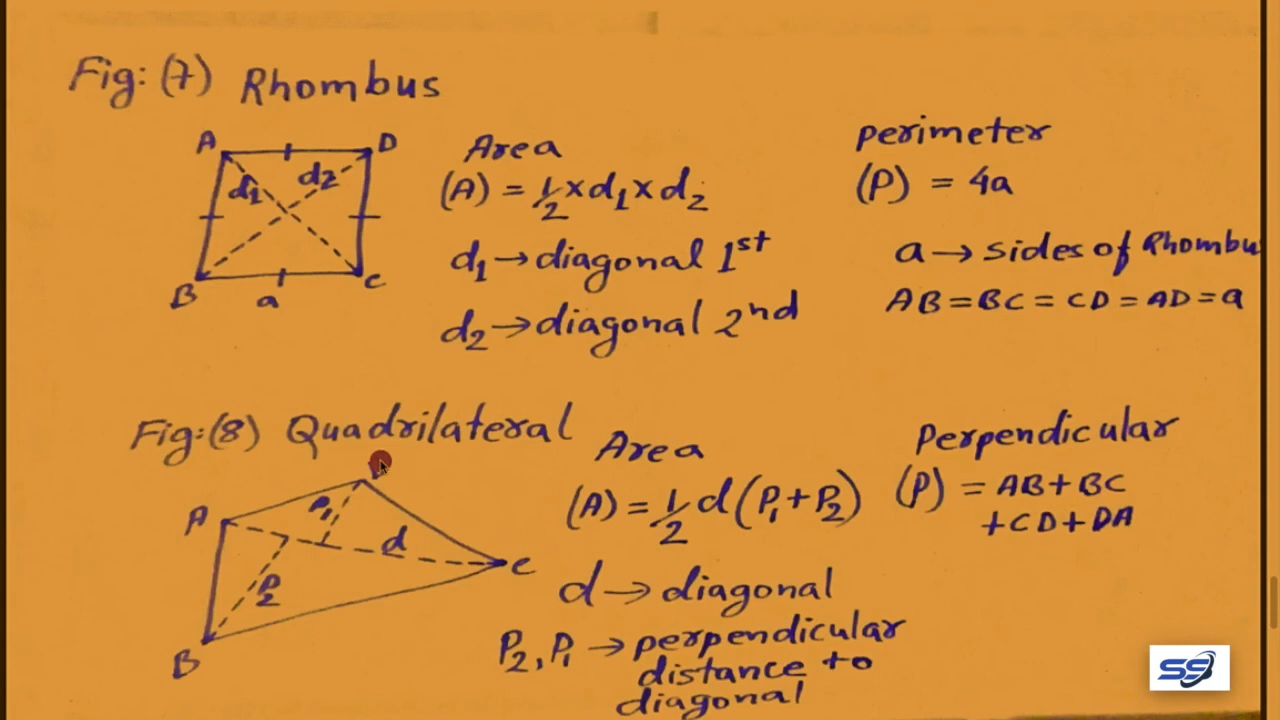 Fig:(7) Rhombus
A
D
d1
d2
B
a
C
Area
(A) = 1/2 x d1 x d2
d1 → diagonal 1st
d2 → diagonal 2nd
perimeter
(P) = 4a
a → sides of Rhombu
AB = BC = CD = AD = a
Fig:(8) Quadrilateral
A
P1
d
C
P2
B
Area
(A) = 1/2 d (P1 + P2)
d → diagonal
P2, P1 → perpendicular
distance to
diagonal
Perpendicular
(P) = AB + BC
+ CD + DA
SS